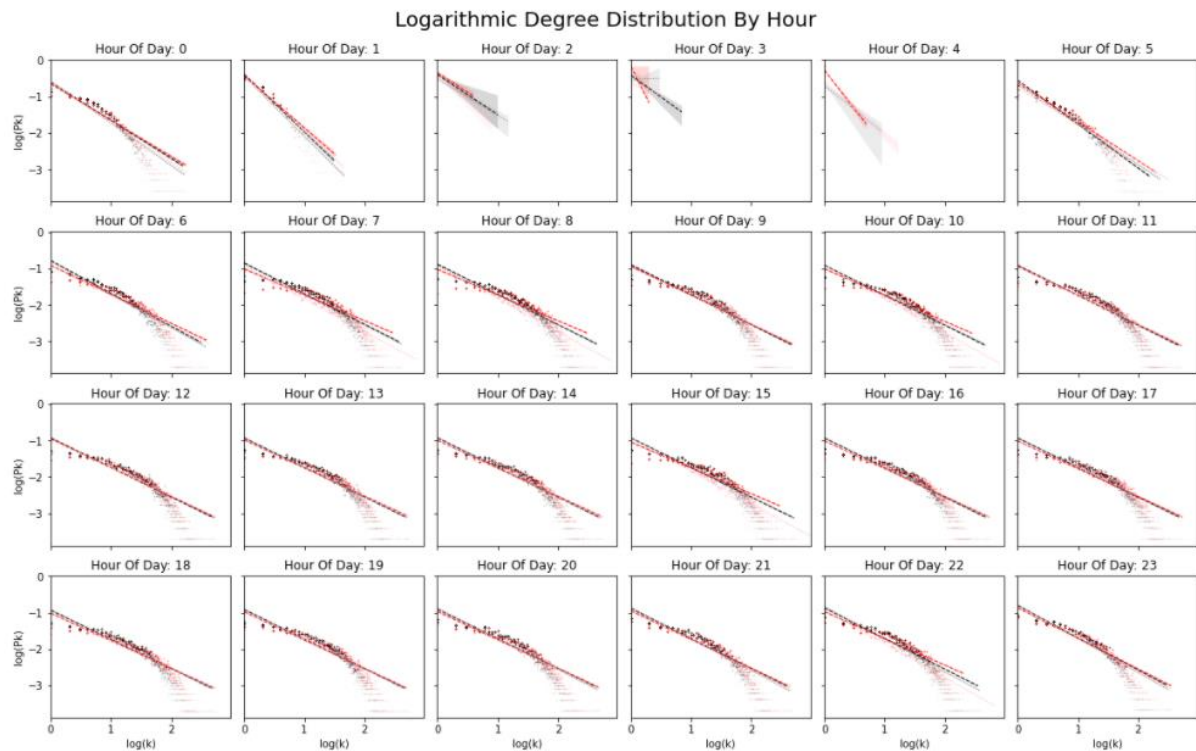 Logarithmic Degree Distribution By Hour
Hour Of Day: 0 Hour Of Day: 1 Hour Of Day: 2 Hour Of Day: 3 Hour Of Day: 4 Hour Of Day: 5
0
−1
−2
−3
log(Pk)
Hour Of Day: 6 Hour Of Day: 7 Hour Of Day: 8 Hour Of Day: 9 Hour Of Day: 10 Hour Of Day: 11
0
−1
−2
−3
log(Pk)
Hour Of Day: 12 Hour Of Day: 13 Hour Of Day: 14 Hour Of Day: 15 Hour Of Day: 16 Hour Of Day: 17
0
−1
−2
−3
log(Pk)
Hour Of Day: 18 Hour Of Day: 19 Hour Of Day: 20 Hour Of Day: 21 Hour Of Day: 22 Hour Of Day: 23
0
−1
−2
−3
log(Pk)
0 1 2 0 1 2 0 1 2 0 1 2 0 1 2 0 1 2
log(k) log(k) log(k) log(k) log(k) log(k)